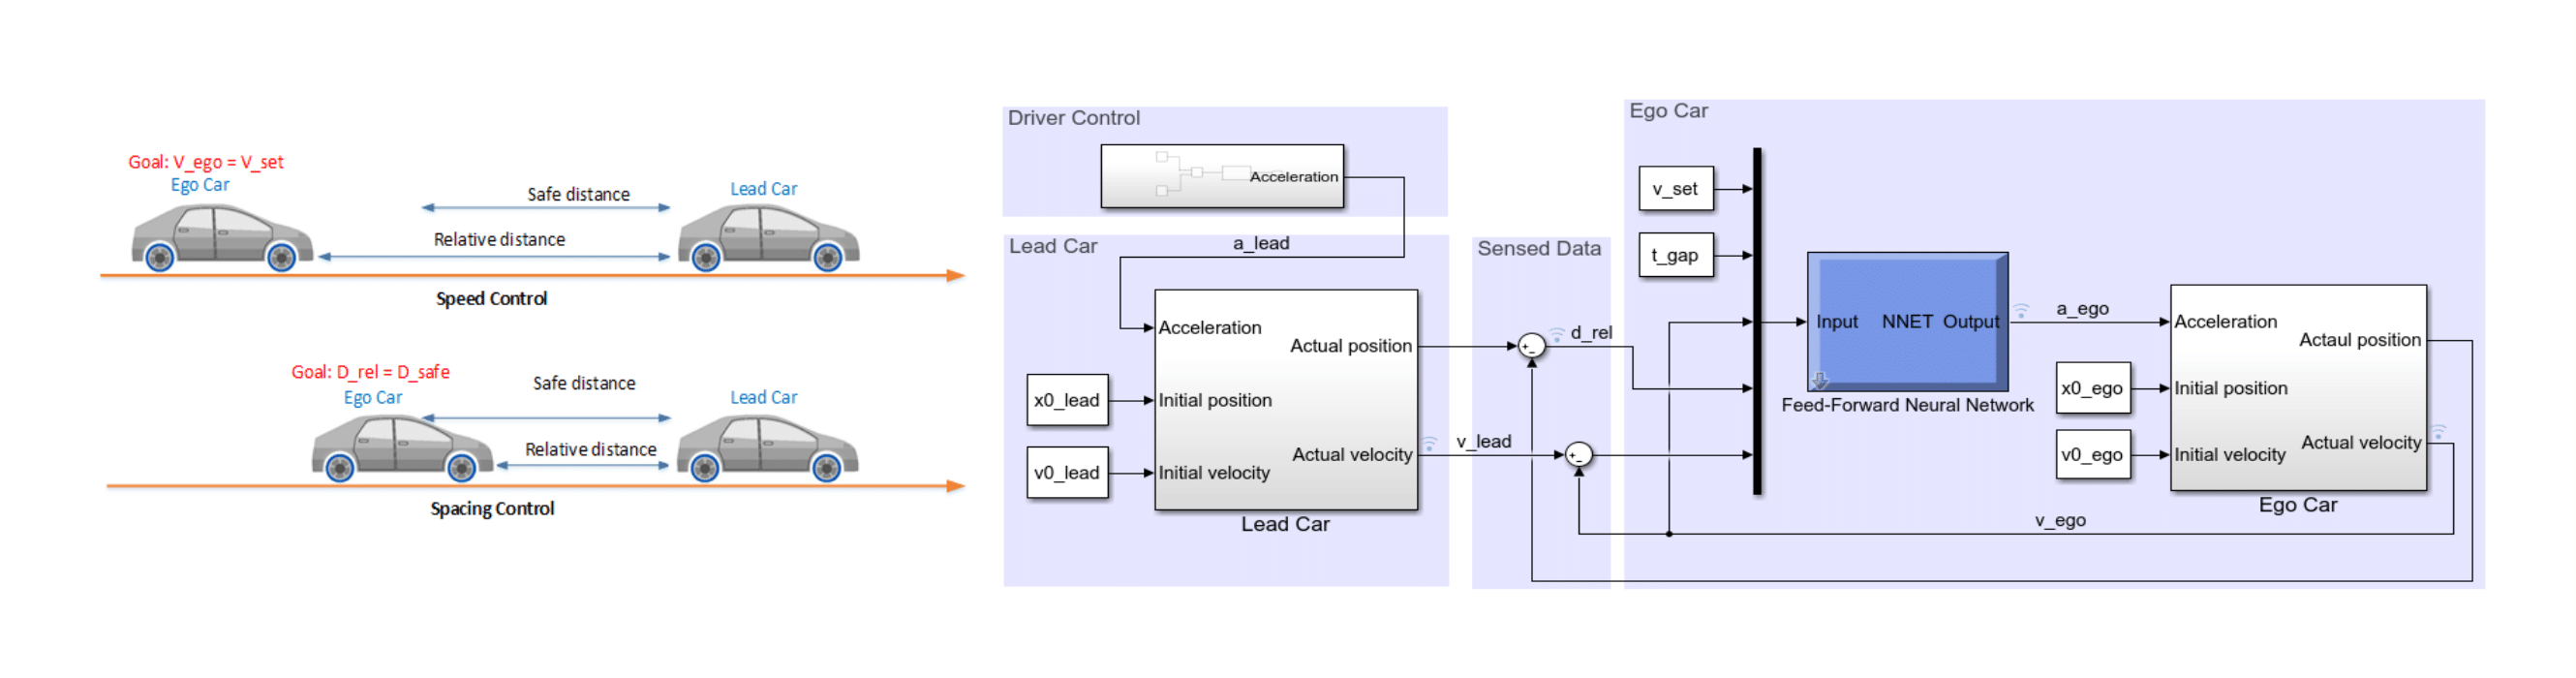 Goal: V_ego = V_set
Ego Car
Safe distance
Lead Car
Relative distance
Speed Control
Goal: D_rel = D_safe
Ego Car
Safe distance
Lead Car
Relative distance
Spacing Control
Driver Control
Acceleration
Lead Car
a_lead
Acceleration
Actual position
x0_lead
Initial position
Actual velocity
v0_lead
Initial velocity
Lead Car
Sensed Data
d_rel
v_lead
+
-
+
-
Ego Car
v_set
t_gap
Input NNET Output
Feed-Forward Neural Network
a_ego
Acceleration
Actaul position
x0_ego
Initial position
Actual velocity
v0_ego
Initial velocity
Ego Car
v_ego